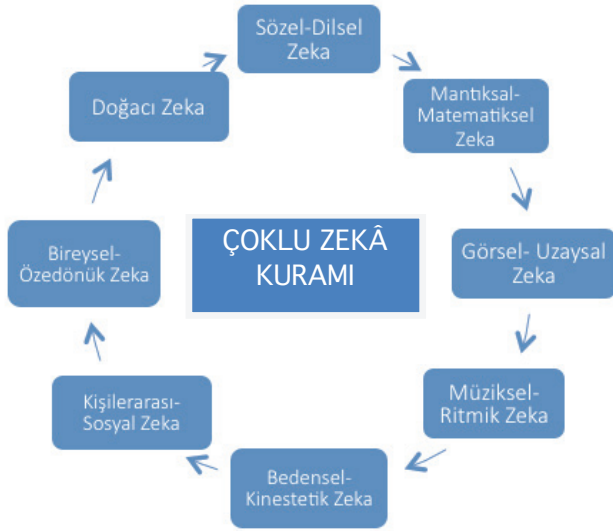 Sözel-Dilsel
Zeka
Mantıksal-
Matematiksel
Zeka
Görsel- Uzaysal
Zeka
Müziksel-
Ritmik Zeka
Bedensel-
Kinestetik Zeka
Kişilerarası-
Sosyal Zeka
Bireysel-
Özedönük Zeka
Doğacı Zeka
ÇOKLU ZEKÂ
KURAMI